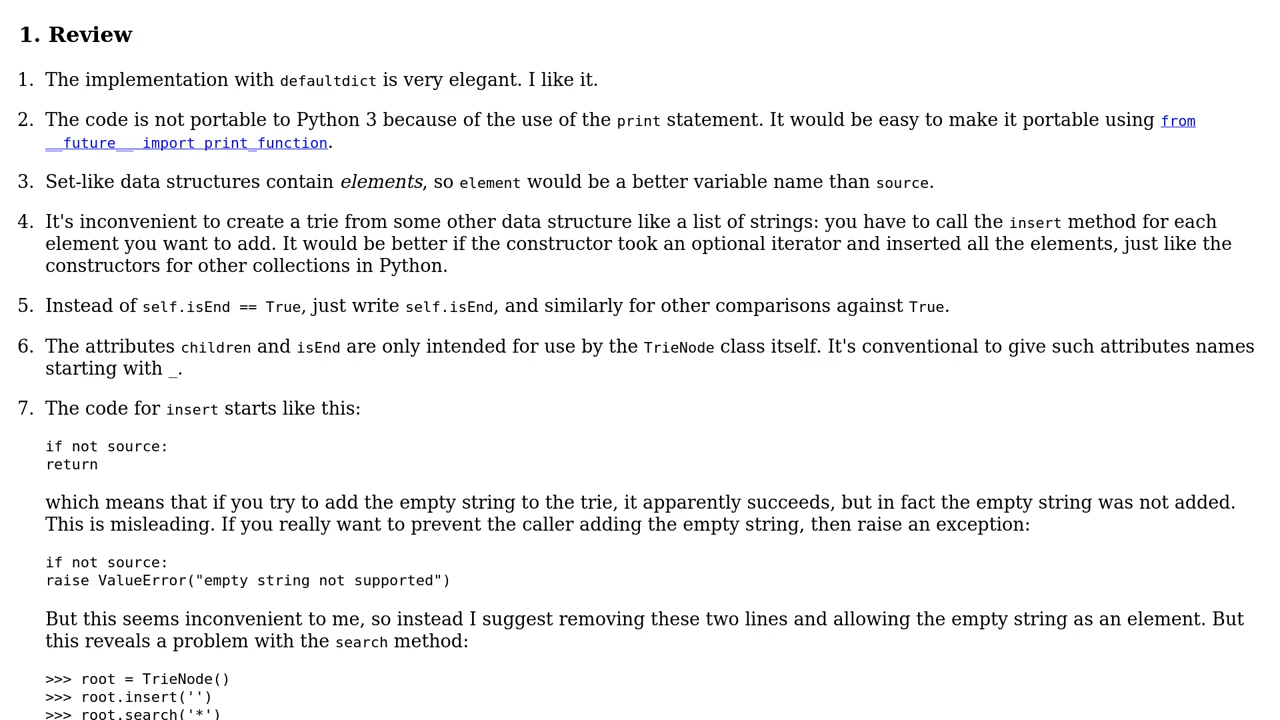 1. Review
1. The implementation with defaultdict is very elegant. I like it.
2. The code is not portable to Python 3 because of the use of the print statement. It would be easy to make it portable using from
__future__ import print_function.
3. Set-like data structures contain elements, so element would be a better variable name than source.
4. It's inconvenient to create a trie from some other data structure like a list of strings: you have to call the insert method for each
element you want to add. It would be better if the constructor took an optional iterator and inserted all the elements, just like the
constructors for other collections in Python.
5. Instead of self.isEnd == True, just write self.isEnd, and similarly for other comparisons against True.
6. The attributes children and isEnd are only intended for use by the TrieNode class itself. It's conventional to give such attributes names
starting with _.
7. The code for insert starts like this:
if not source:
return
which means that if you try to add the empty string to the trie, it apparently succeeds, but in fact the empty string was not added.
This is misleading. If you really want to prevent the caller adding the empty string, then raise an exception:
if not source:
raise ValueError("empty string not supported")
But this seems inconvenient to me, so instead I suggest removing these two lines and allowing the empty string as an element. But
this reveals a problem with the search method:
>>> root = TrieNode()
>>> root.insert('')
>>> root.search('*')